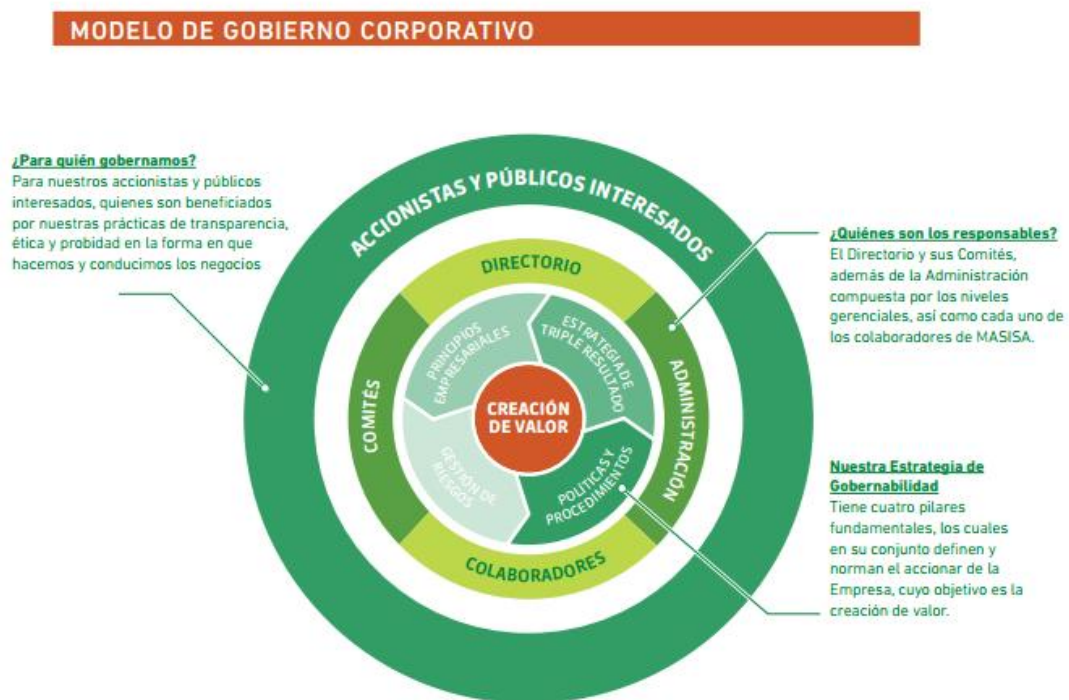 MODELO DE GOBIERNO CORPORATIVO
¿Para quién gobernamos?
Para nuestros accionistas y públicos
interesados, quienes son beneficiados
por nuestras prácticas de transparencia,
ética y probidad en la forma en que
hacemos y conducimos los negocios
ACCIONISTAS Y PÚBLICOS INTERESADOS
DIRECTORIO
COMITÉS
ADMINISTRACIÓN
COLABORADORES
PRINCIPIOS
EMPRESARIALES
ESTRATEGIA DE
TRIPLE RESULTADO
GESTIÓN DE
RIESGOS
POLÍTICAS Y
PROCEDIMIENTOS
CREACIÓN
DE VALOR
¿Quiénes son los responsables?
El Directorio y sus Comités,
además de la Administración
compuesta por los niveles
gerenciales, así como cada uno de
los colaboradores de MASISA.
Nuestra Estrategia de
Gobernabilidad
Tiene cuatro pilares
fundamentales, los cuales
en su conjunto definen y
norman el accionar de la
Empresa, cuyo objetivo es la
creación de valor.